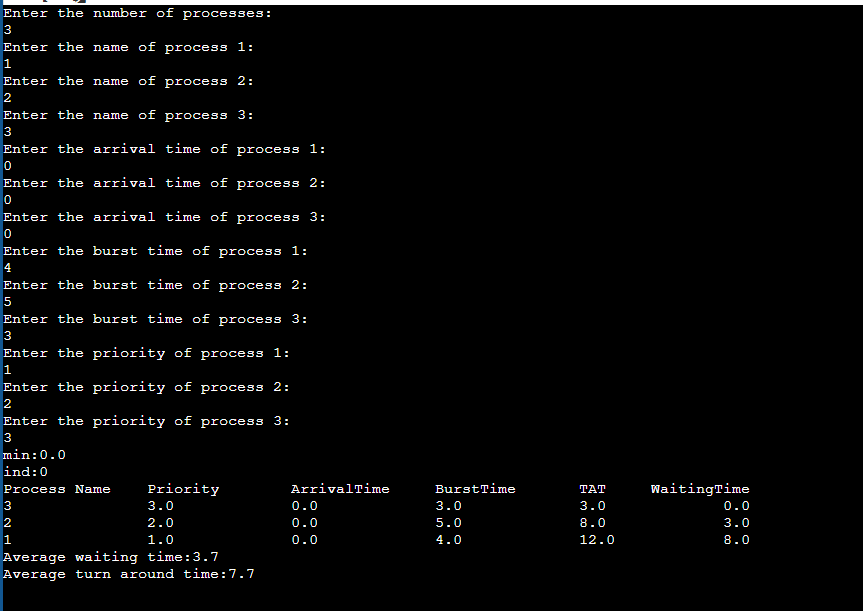 Enter the number of processes:
3
Enter the name of process 1:
1
Enter the name of process 2:
2
Enter the name of process 3:
3
Enter the arrival time of process 1:
0
Enter the arrival time of process 2:
0
Enter the arrival time of process 3:
0
Enter the burst time of process 1:
4
Enter the burst time of process 2:
5
Enter the burst time of process 3:
3
Enter the priority of process 1:
1
Enter the priority of process 2:
2
Enter the priority of process 3:
3
min:0.0
ind:0
Process Name    Priority        ArrivalTime     BurstTime       TAT     WaitingTime
3               3.0             0.0             3.0             3.0             0.0
2               2.0             0.0             5.0             8.0             3.0
1               1.0             0.0             4.0             12.0            8.0
Average waiting time:3.7
Average turn around time:7.7